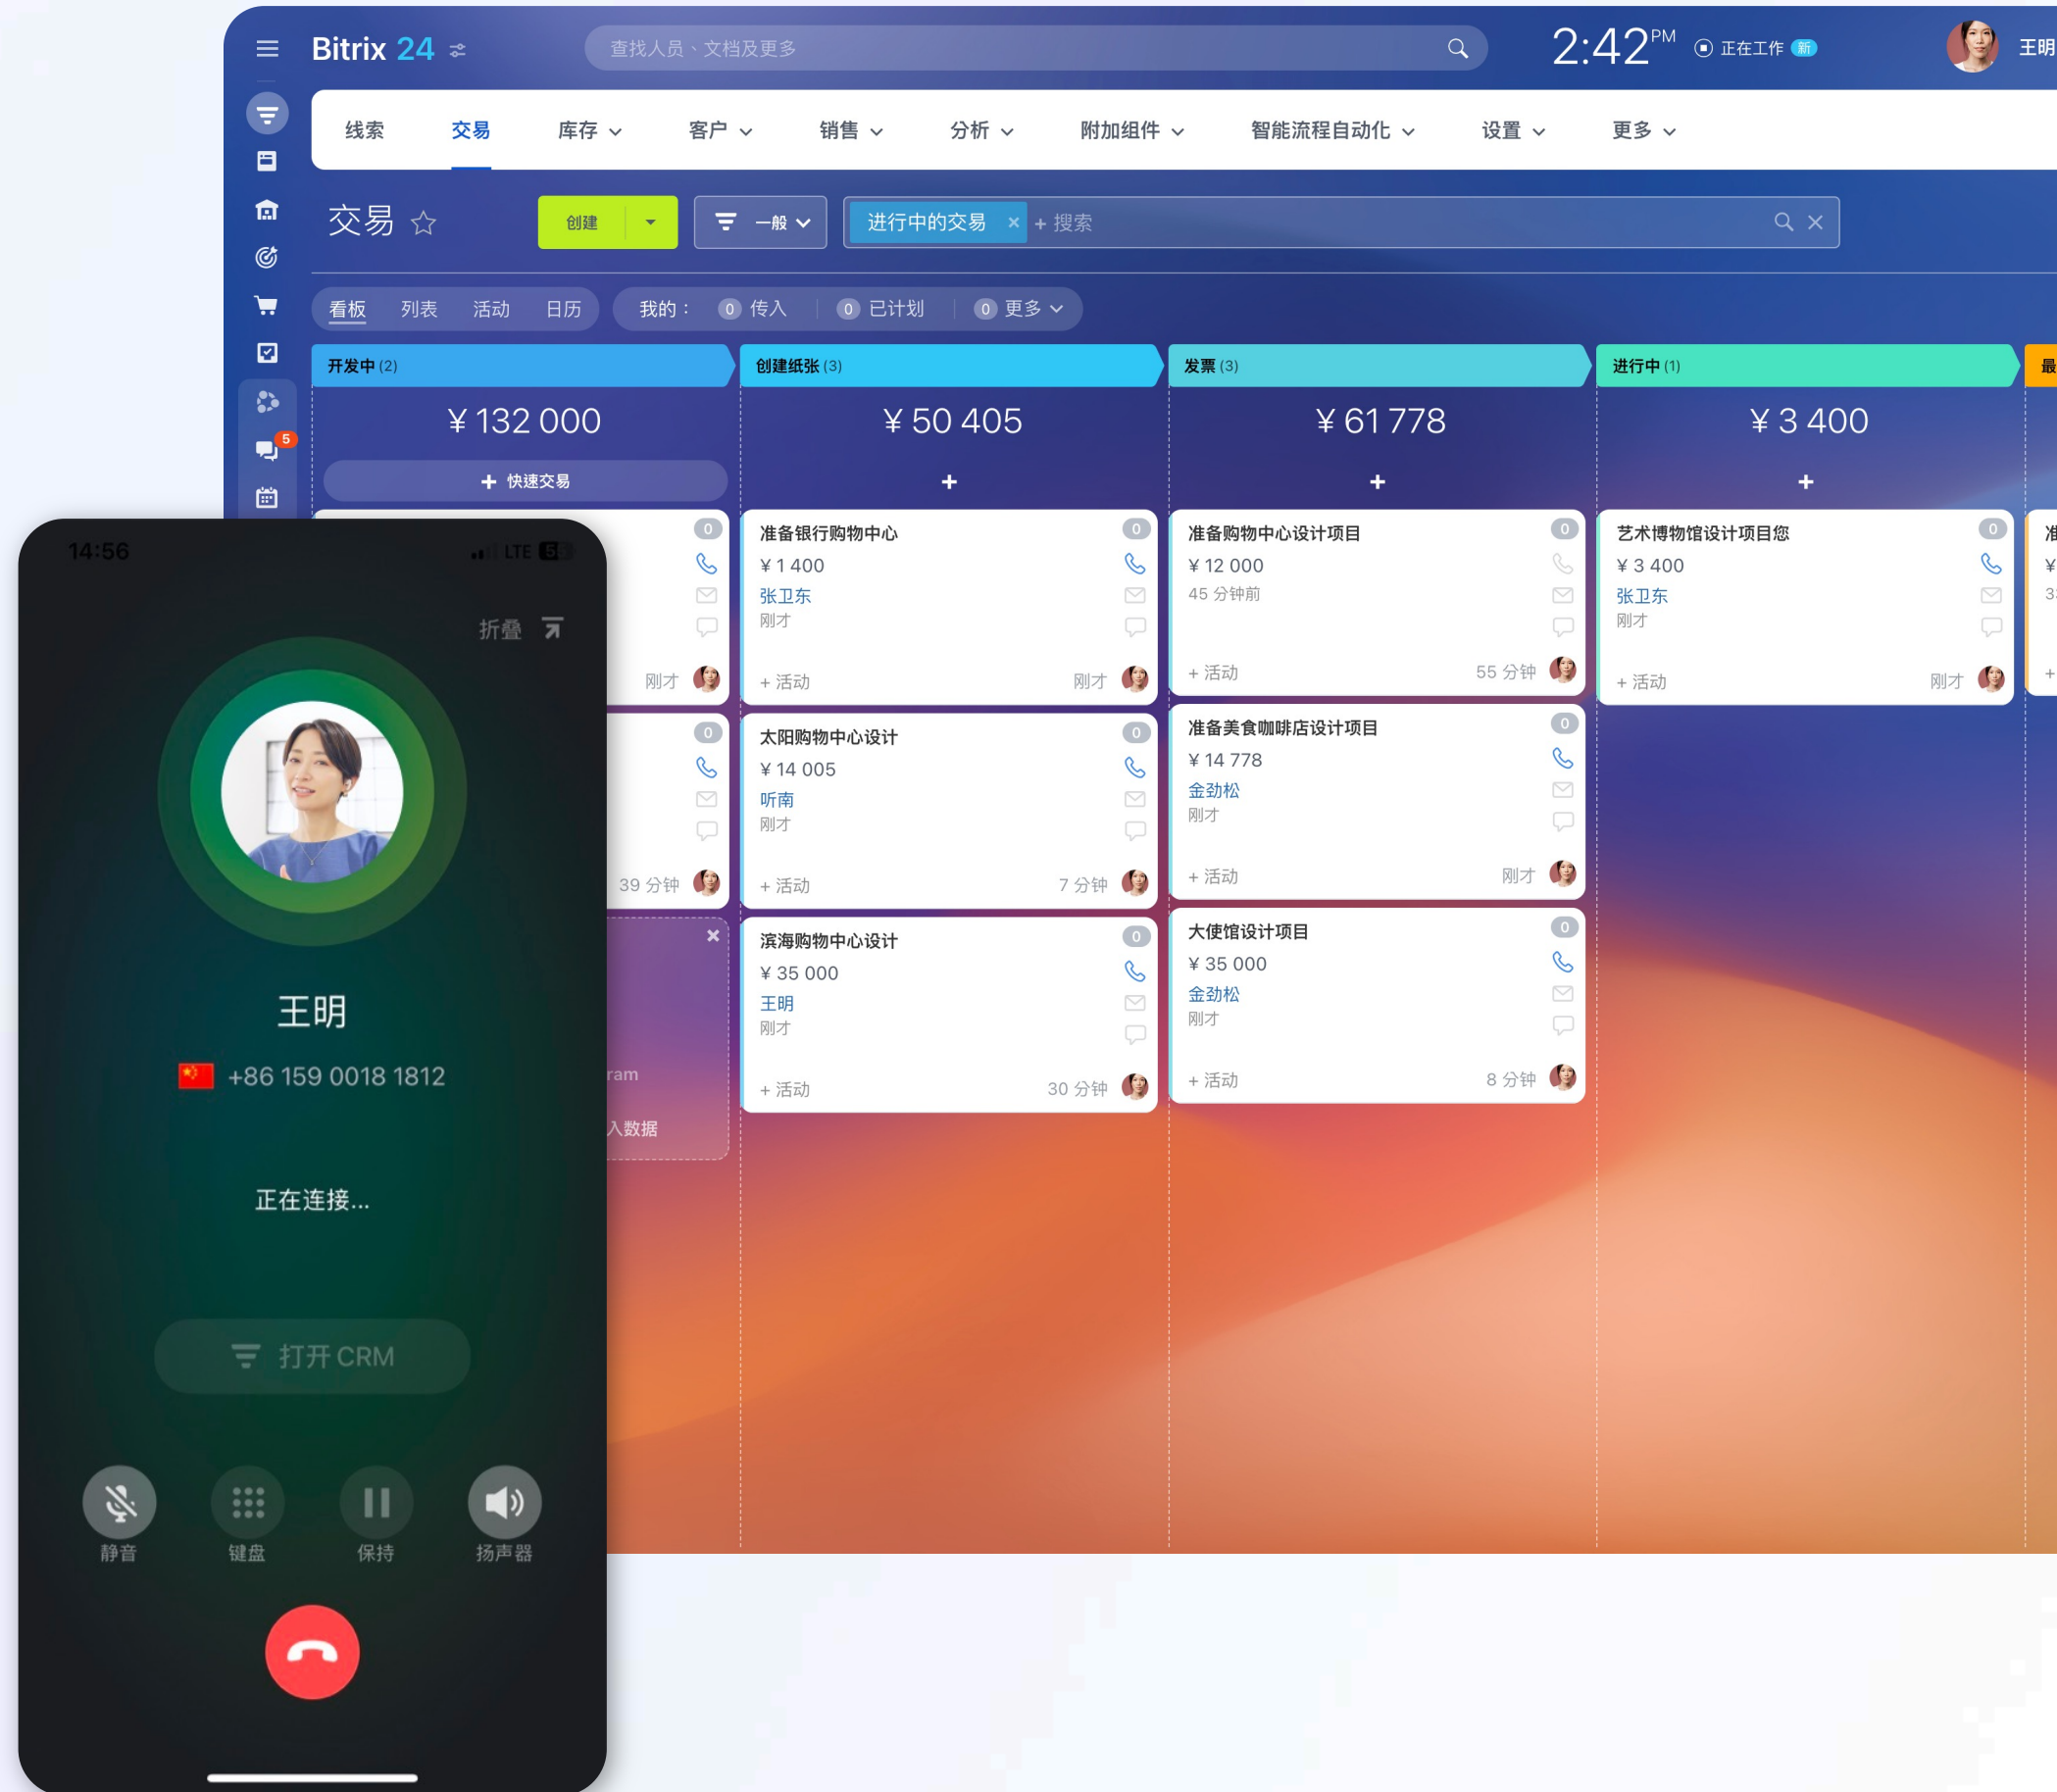 Bitrix 24
查找人员、文档及更多
2:42 PM
正在工作 新
王明
线索 交易 库存 客户 销售 分析 附加组件 智能流程自动化 设置 更多
交易 创建 一般 进行中的交易 × + 搜索
看板 列表 活动 日历 我的： 0 传入 0 已计划 0 更多
5
开发中 (2)
¥ 132 000
+ 快速交易
0
刚才
0
39 分钟
ram
入数据
创建纸张 (3)
¥ 50 405
+
准备银行购物中心
0
¥ 1 400
张卫东
刚才
+ 活动 刚才
太阳购物中心设计
0
¥ 14 005
听南
刚才
+ 活动 7 分钟
滨海购物中心设计
0
¥ 35 000
王明
刚才
+ 活动 30 分钟
发票 (3)
¥ 61 778
+
准备购物中心设计项目
0
¥ 12 000
45 分钟前
+ 活动 55 分钟
准备美食咖啡店设计项目
0
¥ 14 778
金劲松
刚才
+ 活动 刚才
大使馆设计项目
0
¥ 35 000
金劲松
刚才
+ 活动 8 分钟
进行中 (1)
¥ 3 400
+
艺术博物馆设计项目您
0
¥ 3 400
张卫东
刚才
+ 活动 刚才
最
准
¥
+
14:56 LTE
折叠
王明
+86 159 0018 1812
正在连接...
打开 CRM
静音 键盘 保持 扬声器